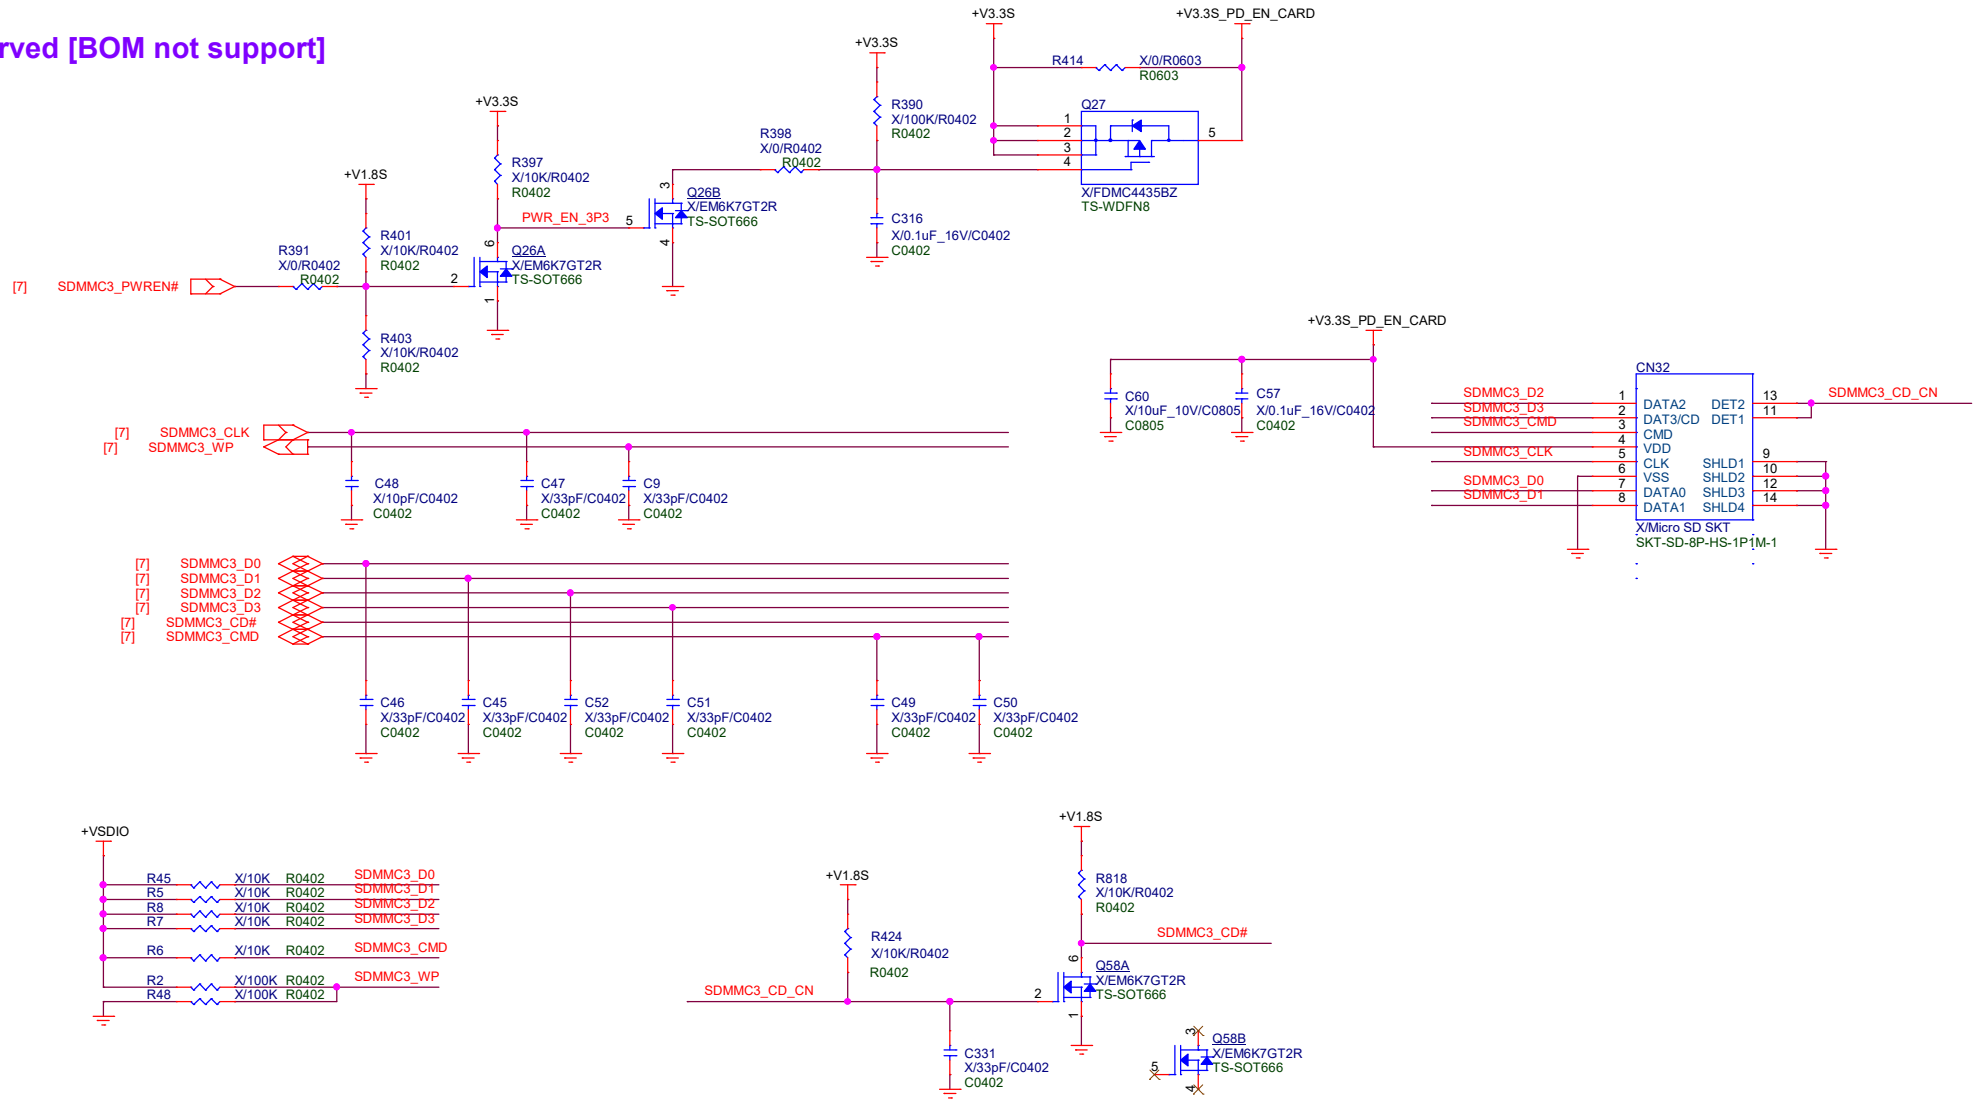 rved [BOM not support]
+V3.3S
+V3.3S_PD_EN_CARD
R414
X/0/R0603
R0603
+V3.3S
R390
X/100K/R0402
R0402
Q27
1
2
3
4
5
X/FDMC4435BZ
TS-WDFN8
+V3.3S
R397
X/10K/R0402
R0402
R398
X/0/R0402
R0402
3
Q26B
X/EM6K7GT2R
TS-SOT666
PWR_EN_3P3
5
4
C316
X/0.1uF_16V/C0402
C0402
+V1.8S
R401
X/10K/R0402
R0402
R391
X/0/R0402
R0402
6
Q26A
X/EM6K7GT2R
TS-SOT666
2
1
[7]
SDMMC3_PWREN#
R403
X/10K/R0402
R0402
+V3.3S_PD_EN_CARD
C60
X/10uF_10V/C0805
C0805
C57
X/0.1uF_16V/C0402
C0402
CN32
SDMMC3_D2
1
DATA2
DET2
13
SDMMC3_CD_CN
SDMMC3_D3
2
DAT3/CD
DET1
11
SDMMC3_CMD
3
CMD
4
VDD
SDMMC3_CLK
5
CLK
SHLD1
9
6
VSS
SHLD2
10
SDMMC3_D0
7
DATA0
SHLD3
12
SDMMC3_D1
8
DATA1
SHLD4
14
X/Micro SD SKT
SKT-SD-8P-HS-1P1M-1
[7]
SDMMC3_CLK
[7]
SDMMC3_WP
C48
X/10pF/C0402
C0402
C47
X/33pF/C0402
C0402
C9
X/33pF/C0402
C0402
[7]
SDMMC3_D0
[7]
SDMMC3_D1
[7]
SDMMC3_D2
[7]
SDMMC3_D3
[7]
SDMMC3_CD#
[7]
SDMMC3_CMD
C46
X/33pF/C0402
C0402
C45
X/33pF/C0402
C0402
C52
X/33pF/C0402
C0402
C51
X/33pF/C0402
C0402
C49
X/33pF/C0402
C0402
C50
X/33pF/C0402
C0402
+VSDIO
R45
X/10K
R0402
SDMMC3_D0
R5
X/10K
R0402
SDMMC3_D1
R8
X/10K
R0402
SDMMC3_D2
R7
X/10K
R0402
SDMMC3_D3
R6
X/10K
R0402
SDMMC3_CMD
R2
X/100K
R0402
SDMMC3_WP
R48
X/100K
R0402
+V1.8S
R818
X/10K/R0402
R0402
+V1.8S
R424
X/10K/R0402
R0402
SDMMC3_CD#
6
Q58A
X/EM6K7GT2R
TS-SOT666
SDMMC3_CD_CN
2
1
C331
X/33pF/C0402
C0402
3
Q58B
X/EM6K7GT2R
TS-SOT666
5
4